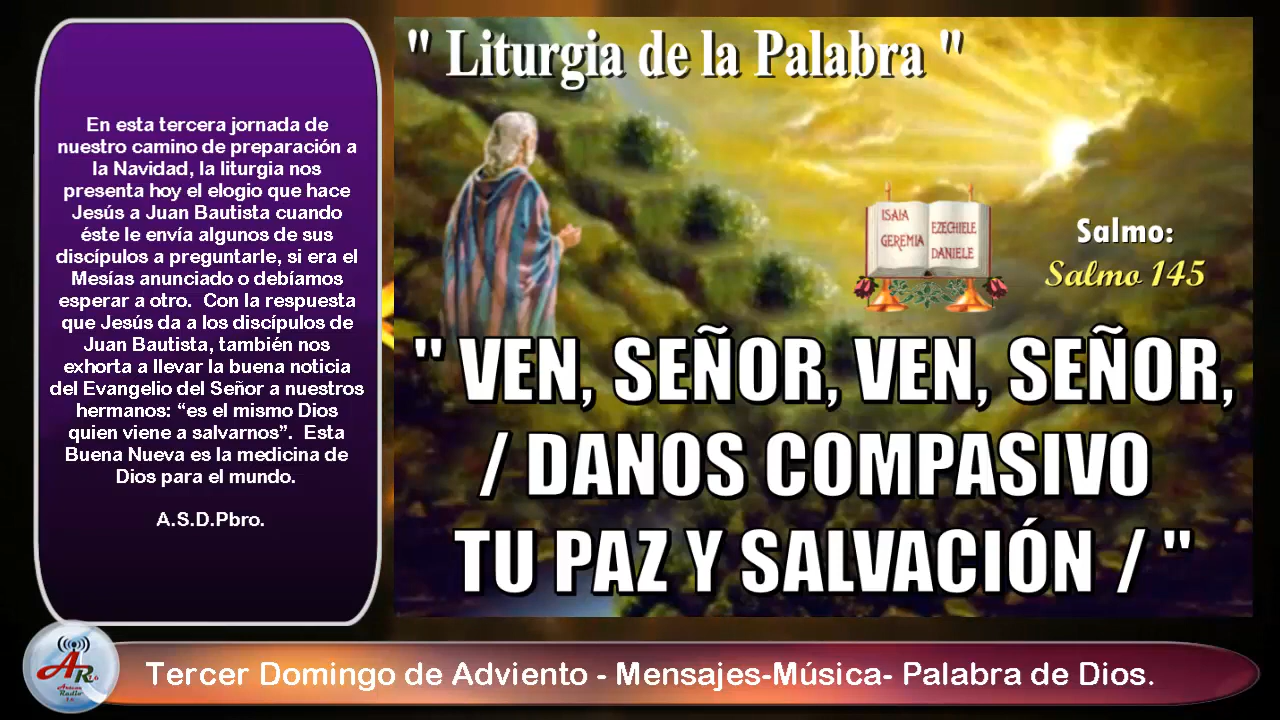 En esta tercera jornada de
nuestro camino de preparación a
la Navidad, la liturgia nos
presenta hoy el elogio que hace
Jesús a Juan Bautista cuando
éste le envía algunos de sus
discípulos a preguntarle, si era el
Mesías anunciado o debíamos
esperar a otro.  Con la respuesta
que Jesús da a los discípulos de
Juan Bautista, también nos
exhorta a llevar la buena noticia
del Evangelio del Señor a nuestros
hermanos: “es el mismo Dios
quien viene a salvarnos”.  Esta
Buena Nueva es la medicina de
Dios para el mundo.
A.S.D.Pbro.
" Liturgia de la Palabra "
ISAIA
GEREMIA
EZECHIELE
DANIELE
Salmo:
Salmo 145
" VEN, SEÑOR, VEN, SEÑOR,
/ DANOS COMPASIVO
TU PAZ Y SALVACIÓN / "
Tercer Domingo de Adviento - Mensajes-Música- Palabra de Dios.